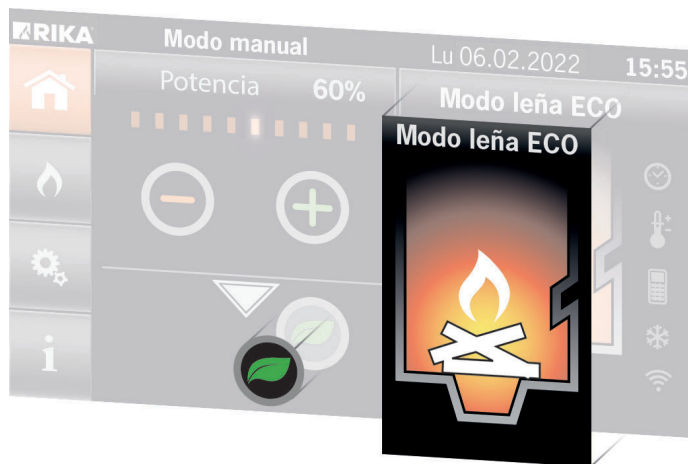 RIKA
Modo manual
Lu 06.02.2022
15:55
Potencia
60%
Modo leña ECO
Modo leña ECO
i